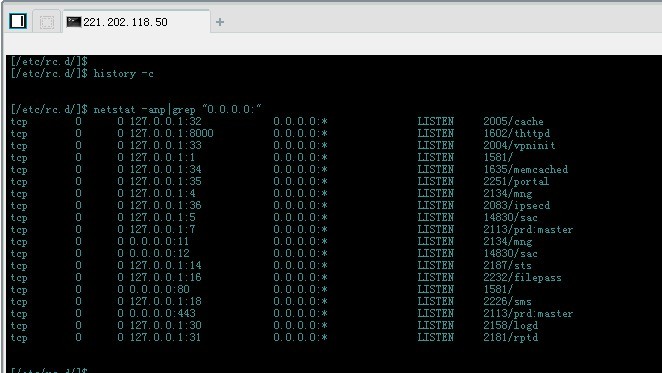 221.202.118.50
[/etc/rc.d/]$
[/etc/rc.d/]$ history -c
[/etc/rc.d/]$ netstat -anp|grep "0.0.0.0:"
tcp 0 0 127.0.0.1:32 0.0.0.0:* LISTEN 2005/cache
tcp 0 0 127.0.0.1:8000 0.0.0.0:* LISTEN 1602/thttpd
tcp 0 0 127.0.0.1:33 0.0.0.0:* LISTEN 2004/vpninit
tcp 0 0 127.0.0.1:1 0.0.0.0:* LISTEN 1581/
tcp 0 0 127.0.0.1:34 0.0.0.0:* LISTEN 1635/memcached
tcp 0 0 127.0.0.1:35 0.0.0.0:* LISTEN 2251/portal
tcp 0 0 127.0.0.1:4 0.0.0.0:* LISTEN 2134/mng
tcp 0 0 127.0.0.1:36 0.0.0.0:* LISTEN 2083/ipsecd
tcp 0 0 127.0.0.1:5 0.0.0.0:* LISTEN 14830/sac
tcp 0 0 127.0.0.1:7 0.0.0.0:* LISTEN 2113/prd:master
tcp 0 0 0.0.0.0:11 0.0.0.0:* LISTEN 2134/mng
tcp 0 0 0.0.0.0:12 0.0.0.0:* LISTEN 14830/sac
tcp 0 0 127.0.0.1:14 0.0.0.0:* LISTEN 2187/sts
tcp 0 0 127.0.0.1:16 0.0.0.0:* LISTEN 2232/filepass
tcp 0 0 0.0.0.0:80 0.0.0.0:* LISTEN 1581/
tcp 0 0 127.0.0.1:18 0.0.0.0:* LISTEN 2226/sms
tcp 0 0 0.0.0.0:443 0.0.0.0:* LISTEN 2113/prd:master
tcp 0 0 127.0.0.1:30 0.0.0.0:* LISTEN 2158/logd
tcp 0 0 127.0.0.1:31 0.0.0.0:* LISTEN 2181/rptd
[/etc/rc.d/]$